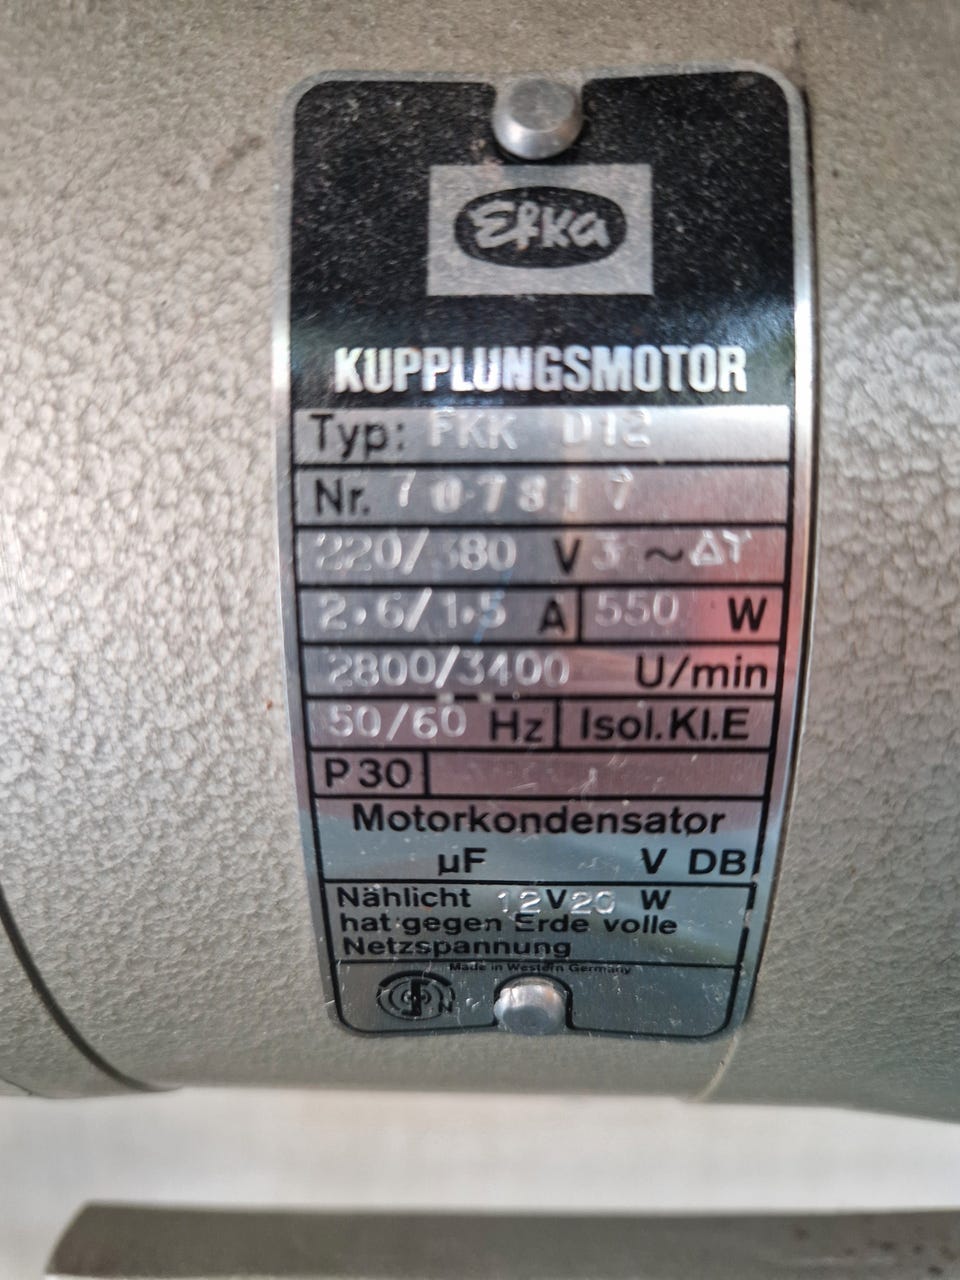 Efka
KUPPLUNGSMOTOR
Typ: FKK D12
Nr. 707817
220/380 V 3 ~ ΔY
2.6/1.5 A 550 W
2800/3400 U/min
50/60 Hz Isol.Kl.E
P30
Motorkondensator
µF V DB
Nählicht 12V20 W
hat gegen Erde volle
Netzspannung
Made in Western Germany